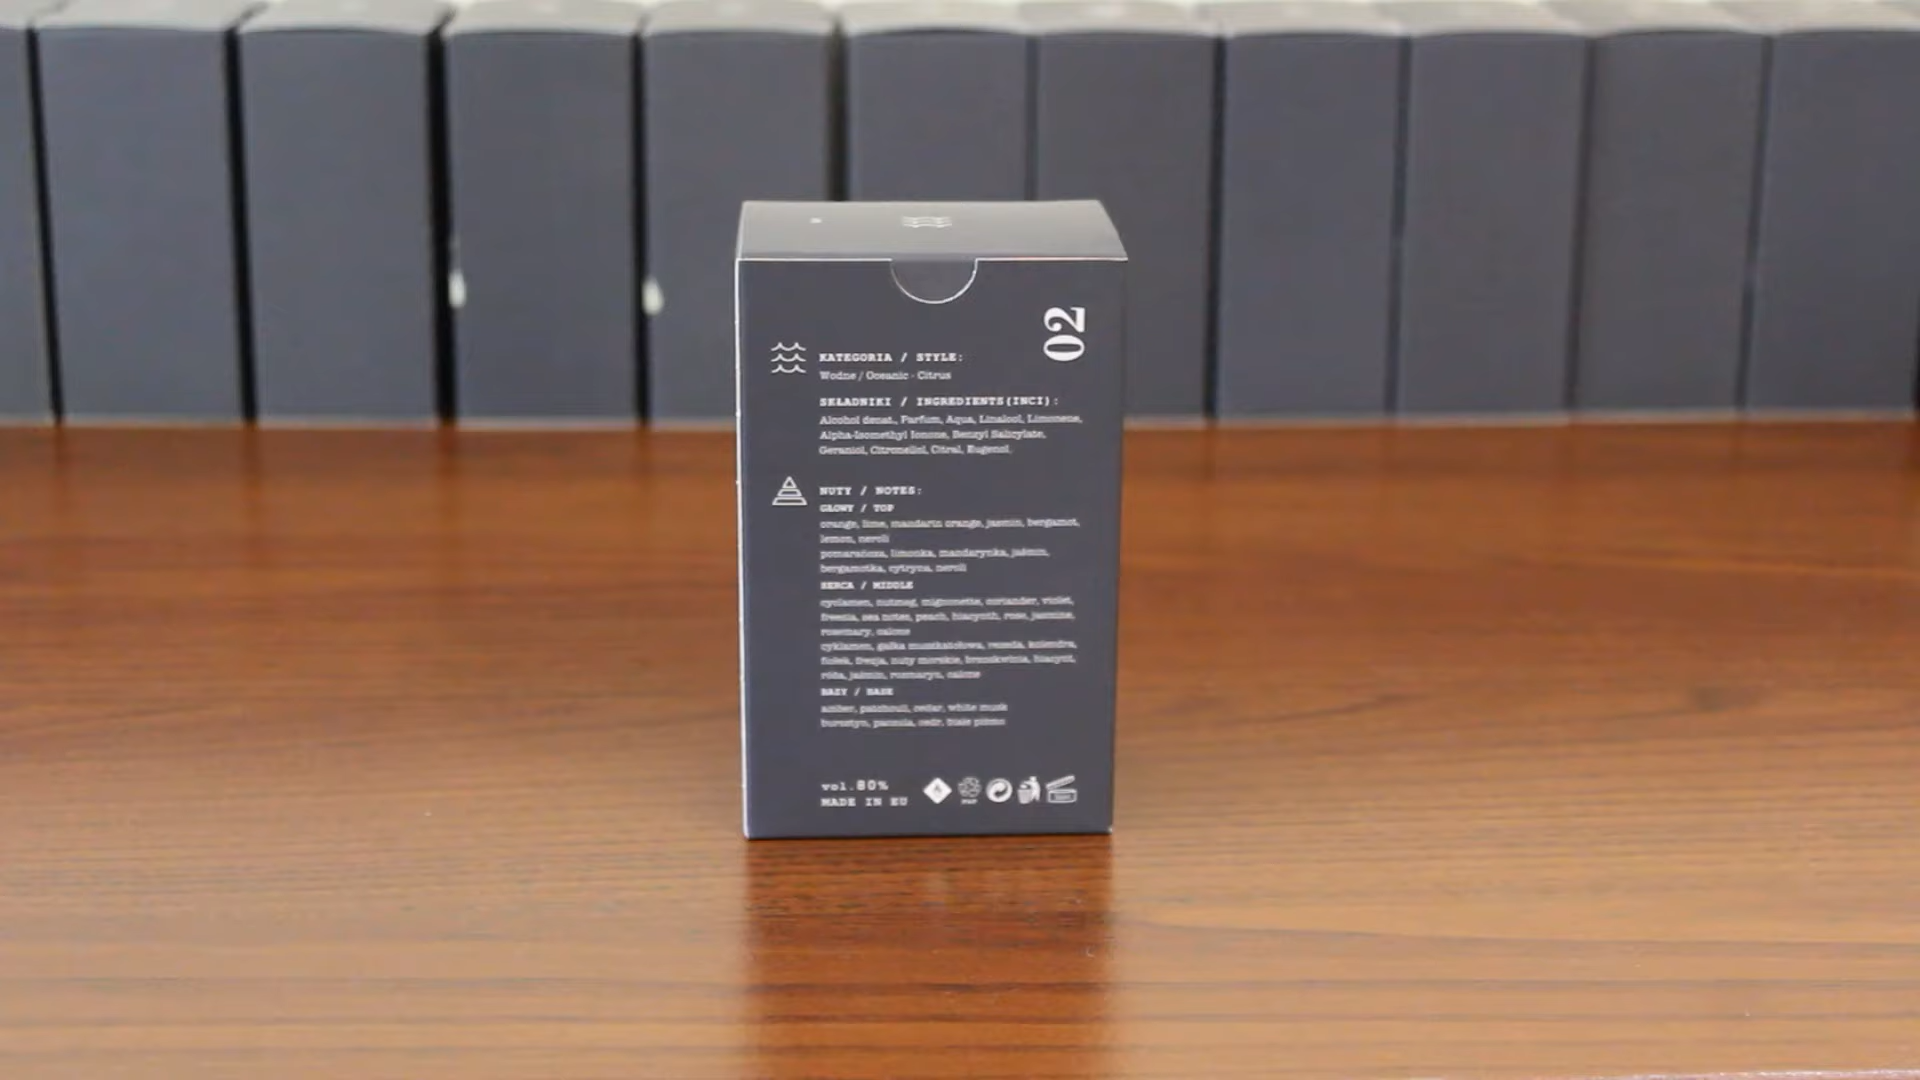 02
KATEGORIA / STYLE:
Wodne / Oceanic - Citrus
SKŁADNIKI / INGREDIENTS(INCI):
Alcohol denat., Parfum, Aqua, Linalool, Limonene,
Alpha-Isomethyl Ionone, Benzyl Salicylate,
Geraniol, Citronellol, Citral, Eugenol.
NUTY / NOTES:
GŁOWY / TOP
orange, lime, mandarin orange, jasmin, bergamot,
lemon, neroli
pomarańcza, limonka, mandarynka, jaśmin,
bergamotka, cytryna, neroli
SERCA / MIDDLE
cyclamen, nutmeg, mignonette, coriander, violet,
freesia, sea notes, peach, hiacynth, rose, jasmine,
rosemary, calone
cyklamen, gałka muszkatołowa, rezeda, kolendra,
fiołek, frezja, nuty morskie, brzoskwinia, hiacynt,
róża, jaśmin, rozmaryn, calone
BAZY / BASE
amber, patchouli, cedar, white musk
bursztyn, paczula, cedr, białe piżmo
vol.80%
MADE IN EU